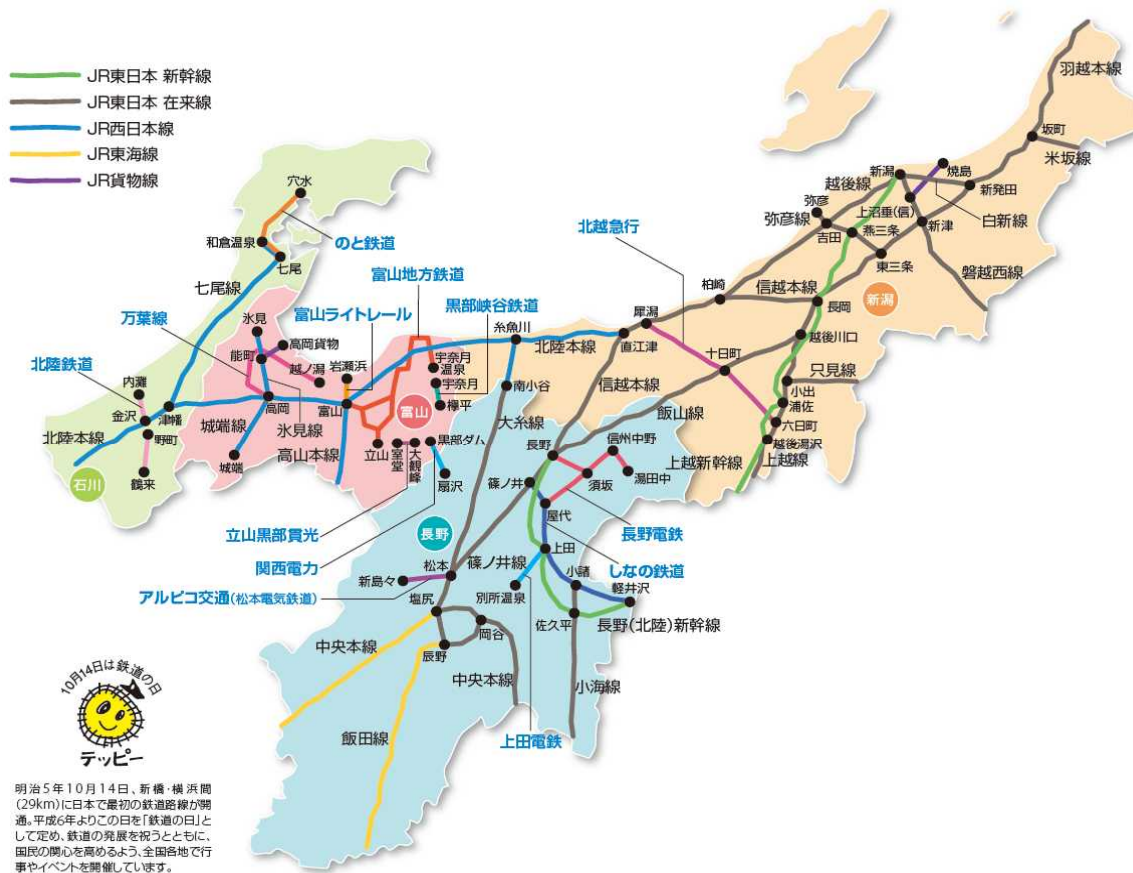 JR東日本 新幹線
JR東日本 在来線
JR西日本線
JR東海線
JR貨物線
羽越本線
坂町
米坂線
新潟
焼島
越後線
新発田
弥彦
上沼垂(信)
白新線
弥彦線
吉田
燕三条
新津
東三条
磐越西線
穴水
のと鉄道
和倉温泉
七尾
七尾線
北越急行
富山地方鉄道
黒部峡谷鉄道
富山ライトレール
万葉線
柏崎
信越本線
長岡
新潟
犀潟
糸魚川
北陸本線
直江津
越後川口
氷見
高岡貨物
能町
越ノ潟
岩瀬浜
宇奈月
温泉
宇奈月
欅平
十日町
只見線
小出
浦佐
六日町
越後湯沢
上越線
上越新幹線
北陸鉄道
内灘
金沢
津幡
野町
鶴来
北陸本線
石川
高岡
富山
富山
城端線
氷見線
高山本線
城端
立山
室堂
大観峰
黒部ダム
扇沢
南小谷
大糸線
信越本線
飯山線
長野
信州中野
湯田中
須坂
篠ノ井
屋代
長野電鉄
立山黒部貫光
関西電力
長野
しなの鉄道
上田
篠ノ井線
松本
新島々
アルピコ交通(松本電気鉄道)
別所温泉
小諸
軽井沢
佐久平
長野(北陸)新幹線
塩尻
岡谷
辰野
中央本線
中央本線
小海線
飯田線
上田電鉄
10月14日は鉄道の日
テッピー
明治5年10月14日、新橋・横浜間
(29km)に日本で最初の鉄道路線が開
通。平成6年よりこの日を「鉄道の日」と
して定め、鉄道の発展を祝うとともに、
国民の関心を高めるよう、全国各地で行
事やイベントを開催しています。